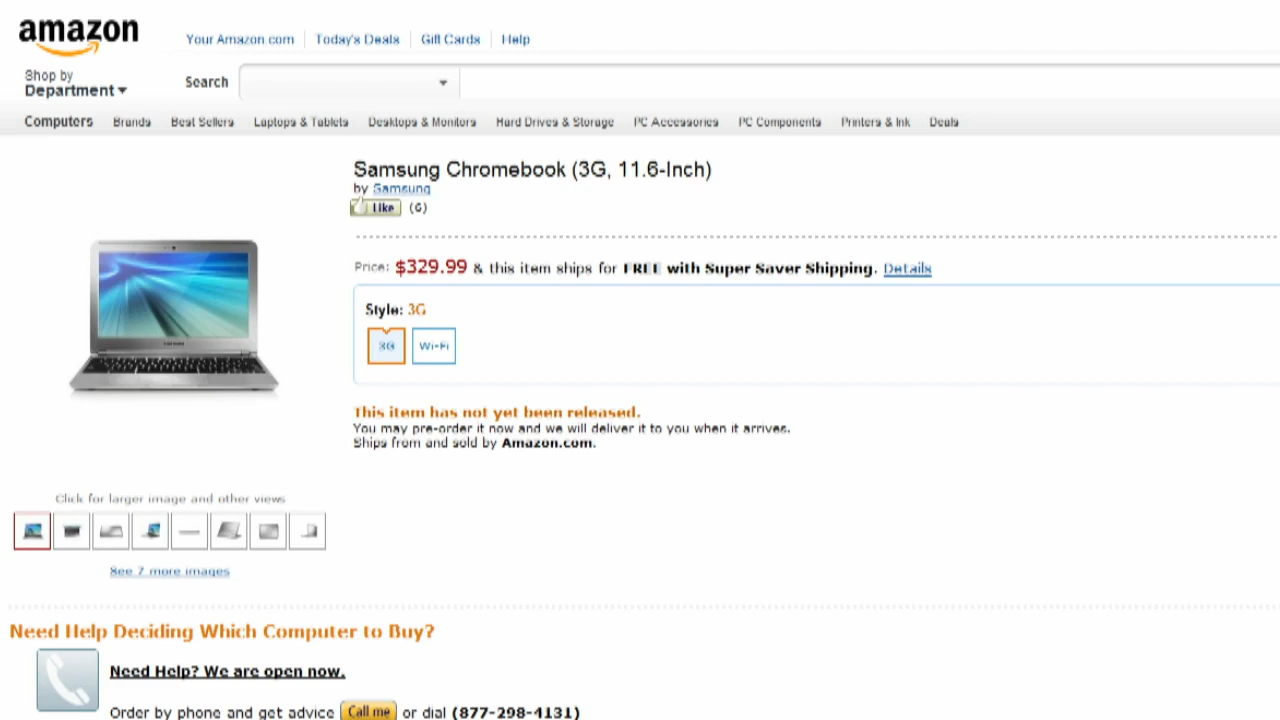 amazon
Your Amazon.com Today's Deals Gift Cards Help
Shop by
Department
Search
Computers Brands Best Sellers Laptops & Tablets Desktops & Monitors Hard Drives & Storage PC Accessories PC Components Printers & Ink Deals
Samsung Chromebook (3G, 11.6-Inch)
by Samsung
Like (6)
Price: $329.99 & this item ships for FREE with Super Saver Shipping. Details
Style: 3G
3G Wi-Fi
This item has not yet been released.
You may pre-order it now and we will deliver it to you when it arrives.
Ships from and sold by Amazon.com.
Click for larger image and other views
See 7 more images
Need Help Deciding Which Computer to Buy?
Need Help? We are open now.
Order by phone and get advice Call me or dial (877-298-4131)